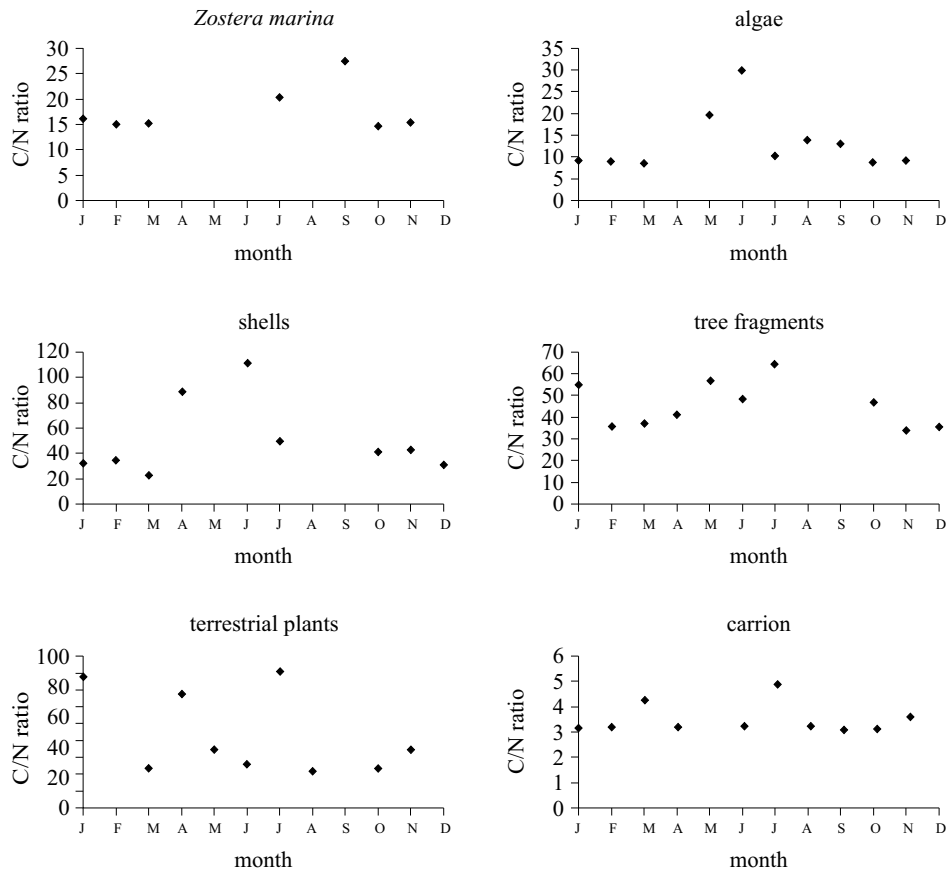 Zostera marina
C/N ratio
30
25
20
15
10
5
0
J F M A M J J A S O N D
month
algae
C/N ratio
35
30
25
20
15
10
5
0
J F M A M J J A S O N D
month
shells
C/N ratio
120
100
80
60
40
20
0
J F M A M J J A S O N D
month
tree fragments
C/N ratio
70
60
50
40
30
20
10
0
J F M A M J J A S O N D
month
terrestrial plants
C/N ratio
100
80
60
40
20
0
J F M A M J J A S O N D
month
carrion
C/N ratio
6
5
4
3
2
1
0
J F M A M J J A S O N D
month